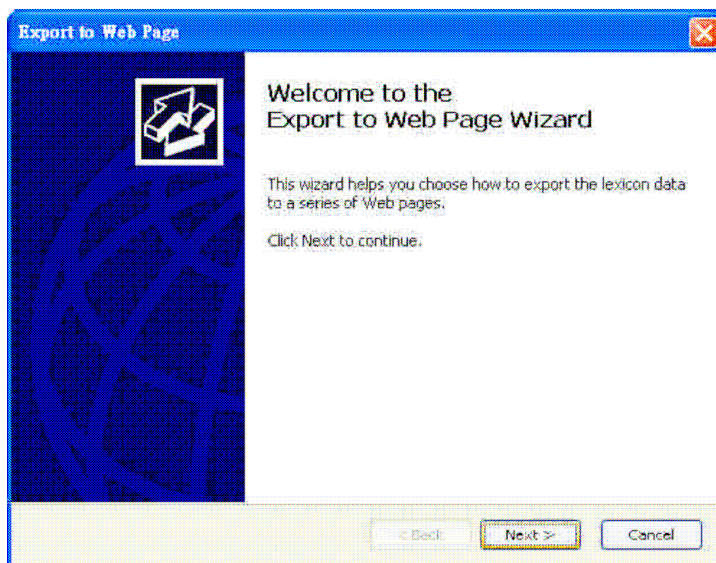 Export to Web Page
Welcome to the
Export to Web Page Wizard
This wizard helps you choose how to export the lexicon data
to a series of Web pages.
Click Next to continue.
< Back
Next >
Cancel